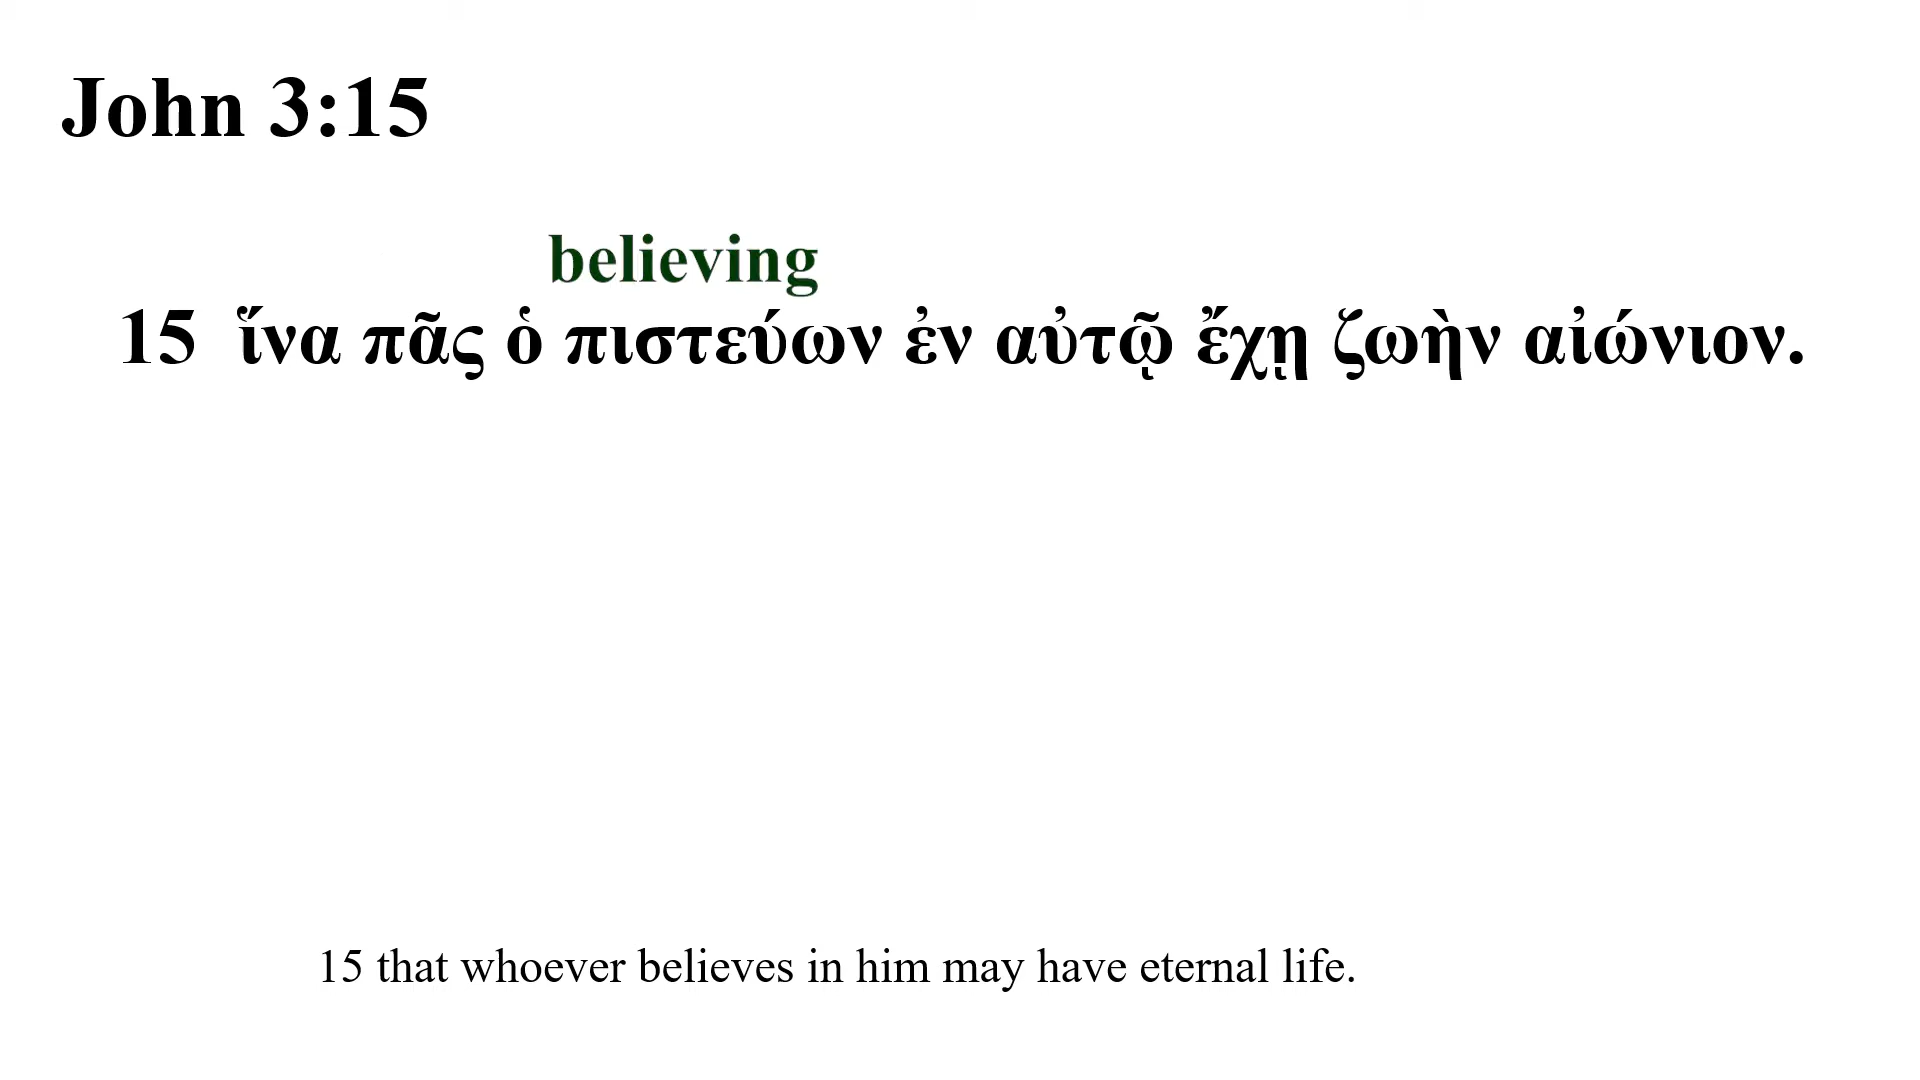 John 3:15
believing
15 ἵνα πᾶς ὁ πιστεύων ἐν αὐτῷ ἔχῃ ζωὴν αἰώνιον.
15 that whoever believes in him may have eternal life.